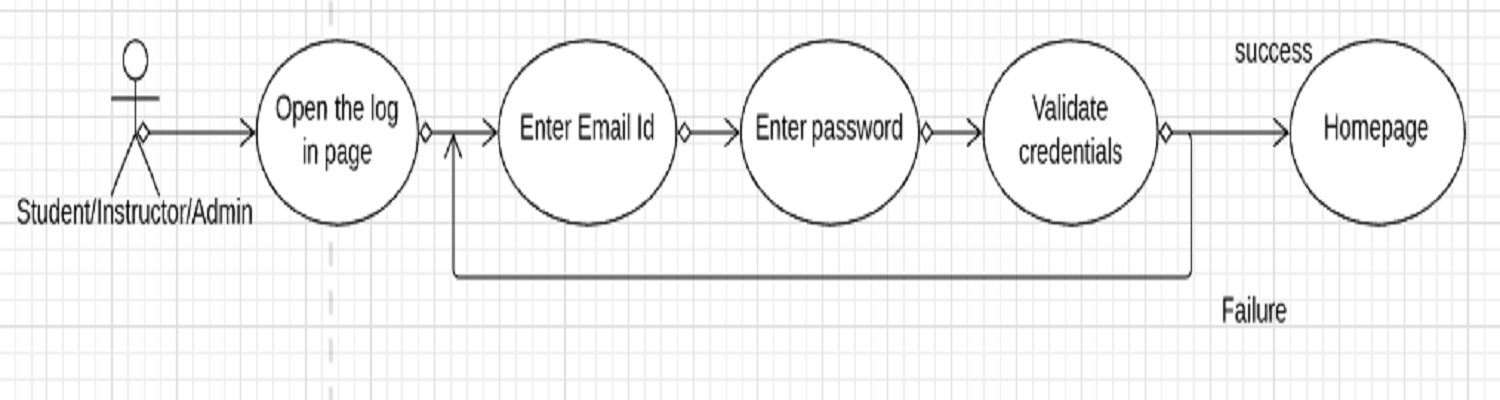 success
Open the log
in page
Enter Email Id
Enter password
Validate
credentials
Homepage
Student/Instructor/Admin
Failure